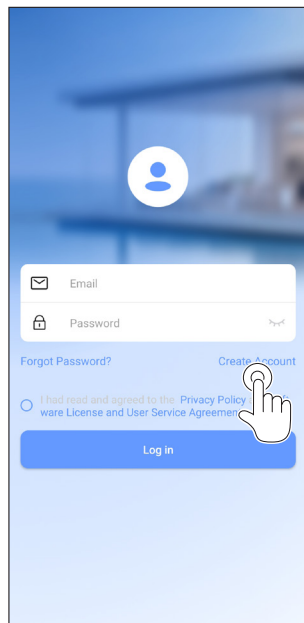 Email
Password
Forgot Password?
Create Account
I had read and agreed to the Privacy Policy
ware License and User Service Agreemen
Log in